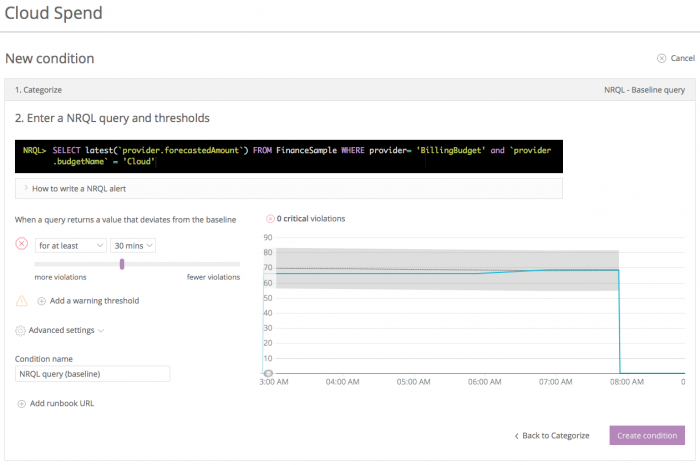 Cloud Spend
New condition
Cancel
1. Categorize
NRQL - Baseline query
2. Enter a NRQL query and thresholds
NRQL> SELECT latest(`provider.forecastedAmount`) FROM FinanceSample WHERE provider= 'BillingBudget' and `provider
.budgetName` = 'Cloud'
How to write a NRQL alert
When a query returns a value that deviates from the baseline
for at least
30 mins
more violations
fewer violations
Add a warning threshold
Advanced settings
Condition name
NRQL query (baseline)
Add runbook URL
0 critical violations
90
80
70
60
50
40
30
20
10
0
3:00 AM
04:00 AM
05:00 AM
06:00 AM
07:00 AM
08:00 AM
0
Back to Categorize
Create condition